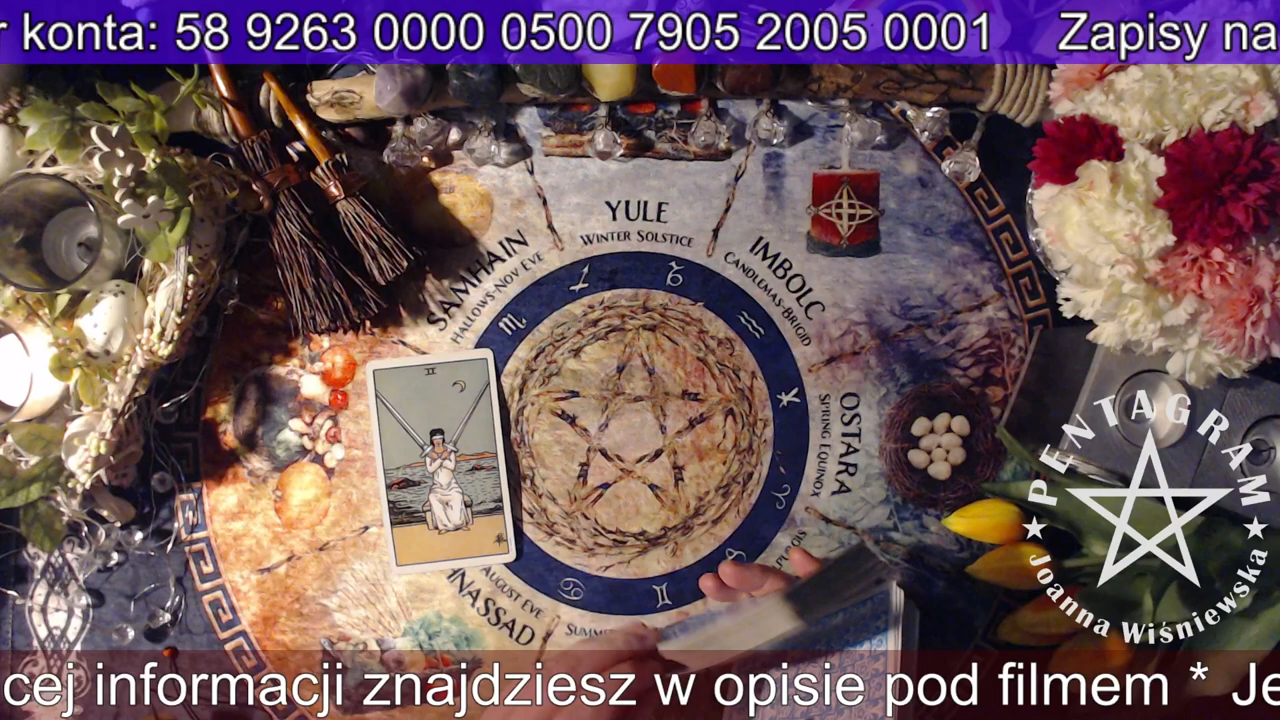 r konta: 58 9263 0000 0500 7905 2005 0001 Zapisy na
YULE
WINTER SOLSTICE
SAMHAIN
HALLOWS-NOV EVE
IMBOLC
CANDLEMAS-BRIGID
OSTARA
SPRING EQUINOX
II
AUGUST EVE
NASSAD
PENTAGRAM
Joanna Wiśniewska
cej informacji znajdziesz w opisie pod filmem * Je